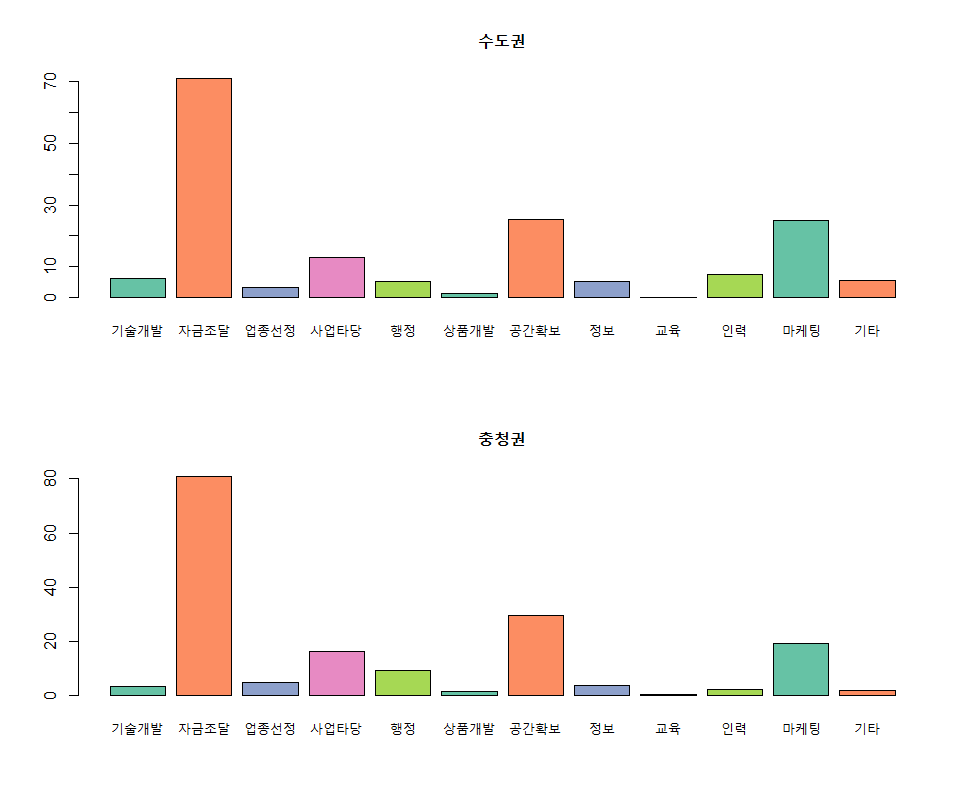 수도권
70
50
30
10
0
기술개발 자금조달 업종선정 사업타당 행정 상품개발 공간확보 정보 교육 인력 마케팅 기타
충청권
80
60
40
20
0
기술개발 자금조달 업종선정 사업타당 행정 상품개발 공간확보 정보 교육 인력 마케팅 기타